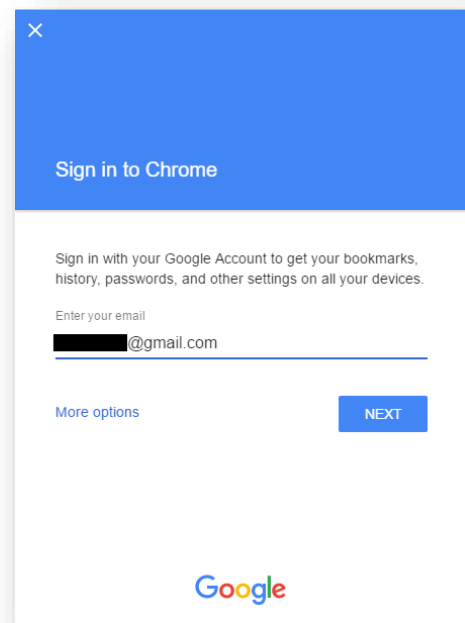 Sign in to Chrome
Sign in with your Google Account to get your bookmarks,
history, passwords, and other settings on all your devices.
Enter your email
@gmail.com
More options
NEXT
Google